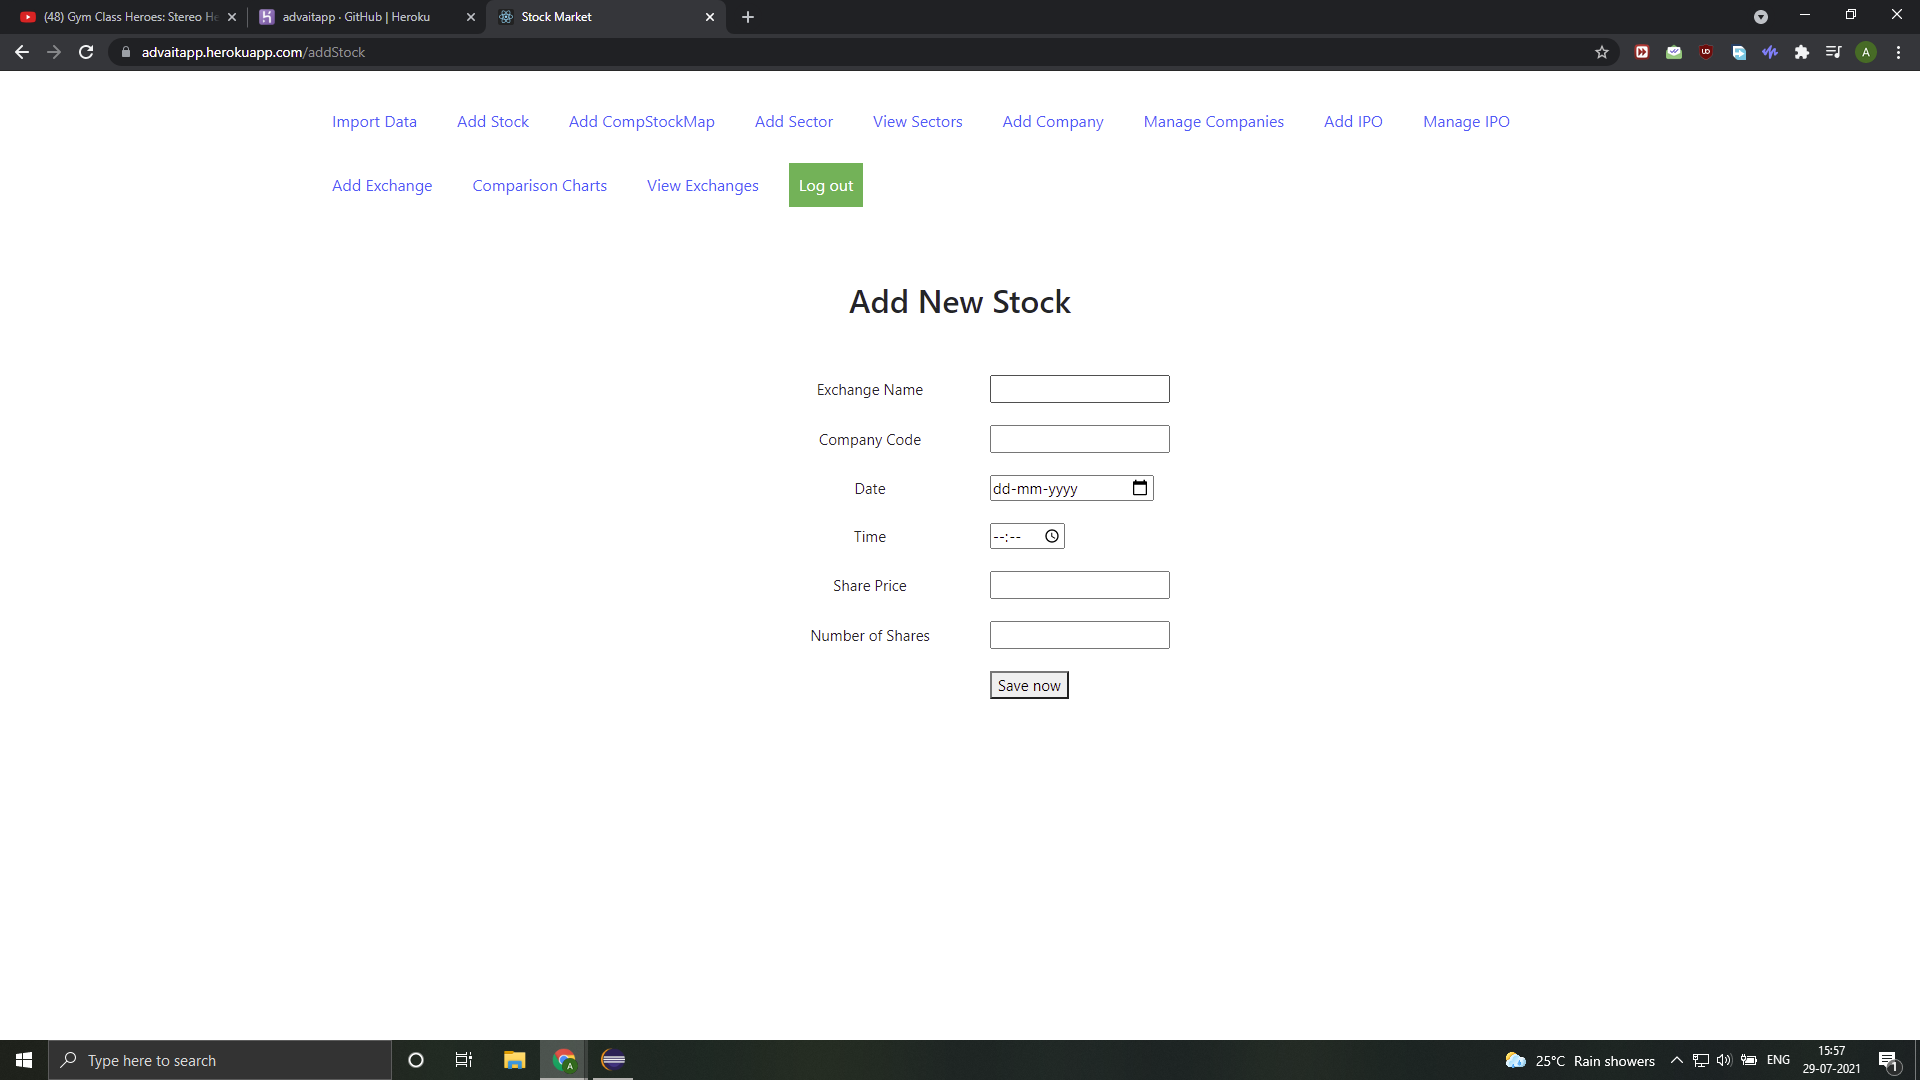 (48) Gym Class Heroes: Stereo He
advaitapp · GitHub | Heroku
Stock Market
advaitapp.herokuapp.com/addStock
A
Import Data Add Stock Add CompStockMap Add Sector View Sectors Add Company Manage Companies Add IPO Manage IPO
Add Exchange Comparison Charts View Exchanges Log out
Add New Stock
Exchange Name
Company Code
Date dd-mm-yyyy
Time --:--
Share Price
Number of Shares
Save now
Type here to search
A
25°C Rain showers
ENG
15:57
29-07-2021
1